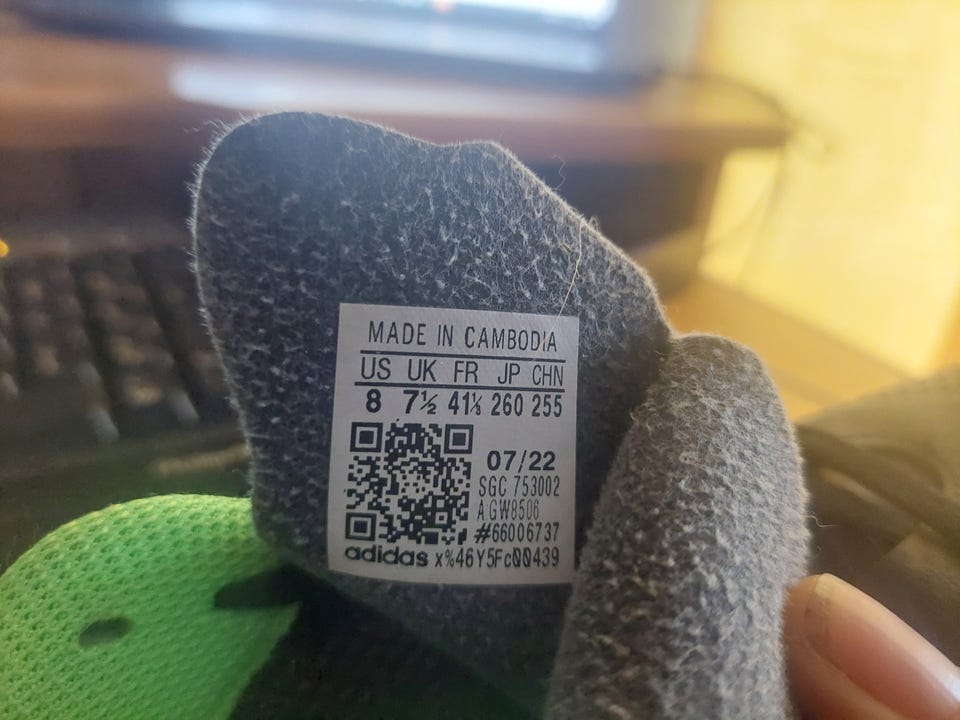 MADE IN CAMBODIA
US UK FR JP CHN
8 7½ 41⅓ 260 255
07/22
SGC 753002
A GW8506
#66006737
adidas x%46Y5Fc00439